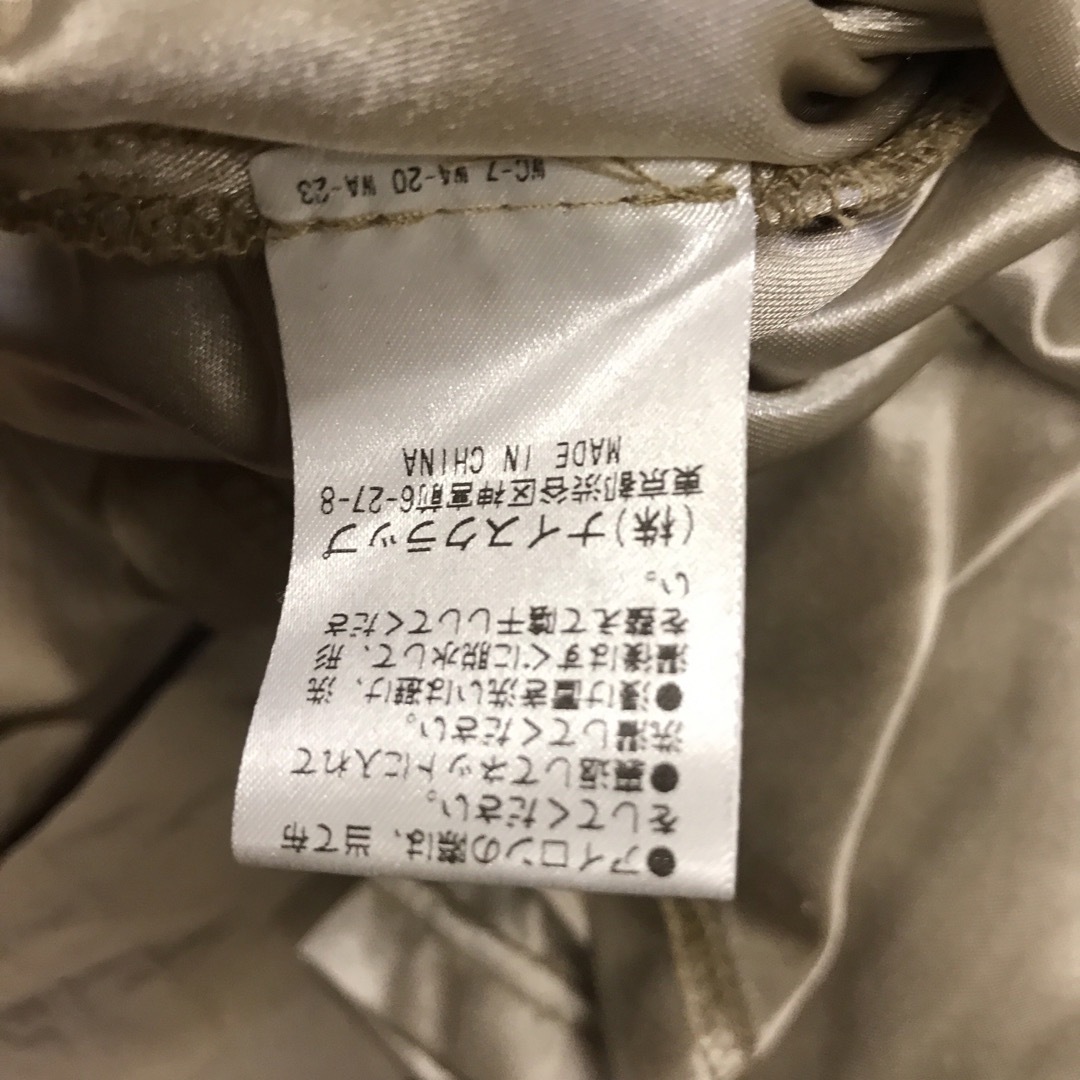 ●アイロンの際は、当て布
をしてください。
●裏返してネットに入れて
洗濯してください。
●浸け置き洗いは避け、洗
濯後はすぐに脱水して、形
を整えて陰干ししてくださ
い。
(株)ナイスクラップ
東京都渋谷区神宮前6-27-8
MADE IN CHINA
WC-7 W4-20 WA-23